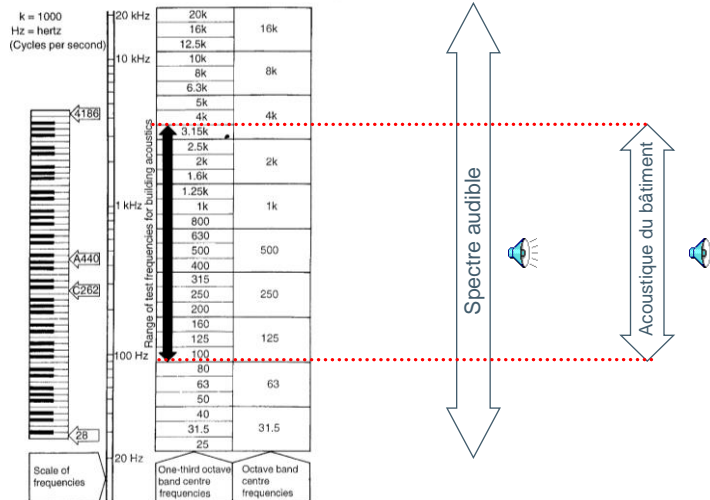 k = 1000
Hz = hertz
(Cycles per second)
4186
A440
C262
28
Scale of
frequencies
20 kHz
10 kHz
1 kHz
100 Hz
20 Hz
Range of test frequencies for building acoustics
20k
16k
12.5k
10k
8k
6.3k
5k
4k
3.15k
2.5k
2k
1.6k
1.25k
1k
800
630
500
400
315
250
200
160
125
100
80
63
50
40
31.5
25
One-third octave
band centre
frequencies
16k
8k
4k
2k
1k
500
250
125
63
31.5
Octave band
centre
frequencies
Spectre audible
Acoustique du bâtiment